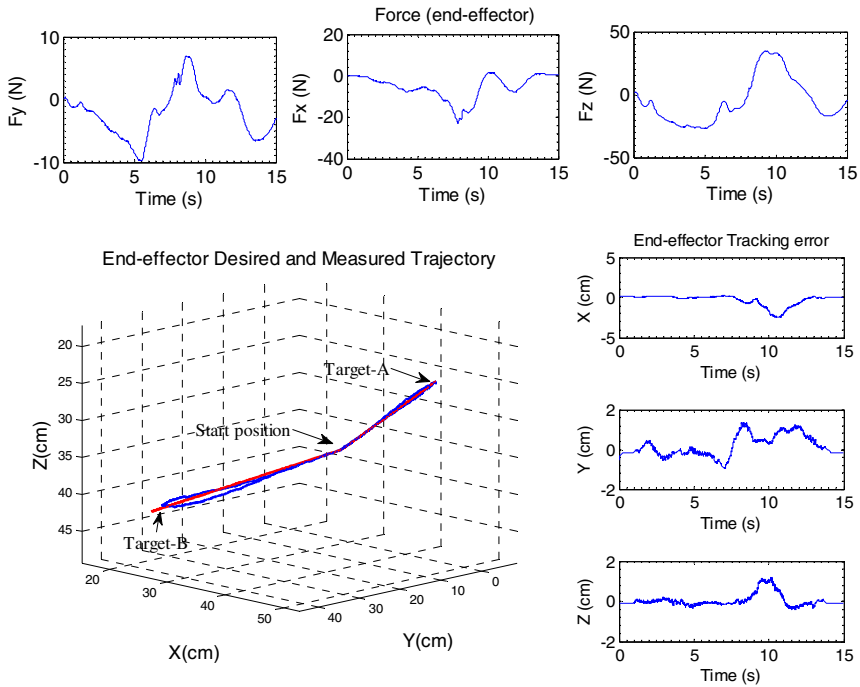 Force (end-effector)
10
0
-10
Fy (N)
0 5 10 15
Time (s)
20
0
-20
-40
Fx (N)
0 5 10 15
Time (s)
50
0
-50
Fz (N)
0 5 10 15
Time (s)
End-effector Desired and Measured Trajectory
20
25
30
35
40
45
Z(cm)
Target-A
Start position
Target-B
20
30
40
50
X(cm)
40
30
20
10
0
Y(cm)
End-effector Tracking error
5
0
-5
X (cm)
0 5 10 15
Time (s)
2
0
-2
Y (cm)
0 5 10 15
Time (s)
2
0
-2
Z (cm)
0 5 10 15
Time (s)